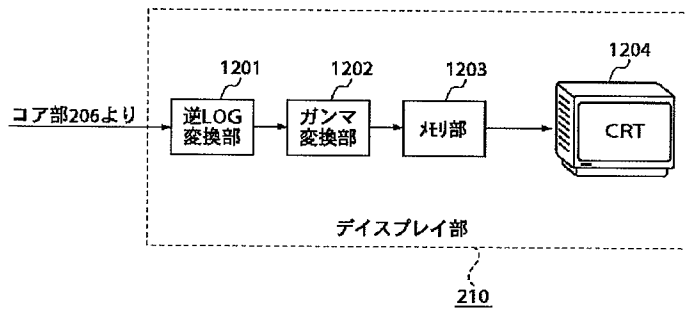 1201
1202
1203
1204
コア部206より
逆LOG
変換部
ガンマ
変換部
メモリ部
CRT
デイスプレイ部
210